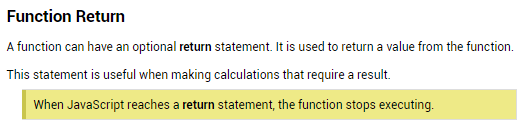 Function Return
A function can have an optional return statement. It is used to return a value from the function.
This statement is useful when making calculations that require a result.
When JavaScript reaches a return statement, the function stops executing.